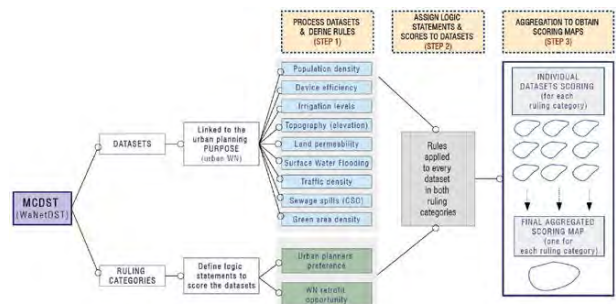 PROCESS DATASETS
& DEFINE RULES
(STEP 1)
ASSIGN LOGIC
STATEMENTS &
SCORES TO DATASETS
(STEP 2)
AGGREGATION TO OBTAIN
SCORING MAPS
(STEP 3)
MCDST
(WaNetDST)
DATASETS
Linked to the
urban planning
PURPOSE
(urban WN)
Population density
Device efficiency
Irrigation levels
Topography (elevation)
Land permeability
Surface Water Flooding
Traffic density
Sewage spills (CSO)
Green area density
RULING
CATEGORIES
Define logic
statements to
score the datasets
Urban planners
preference
WN retrofit
opportunity
Rules
applied
to every
dataset
in both
ruling
categories
INDIVIDUAL
DATASETS SCORING
(for each
ruling category)
FINAL AGGREGATED
SCORING MAP
(one for
each ruling category)